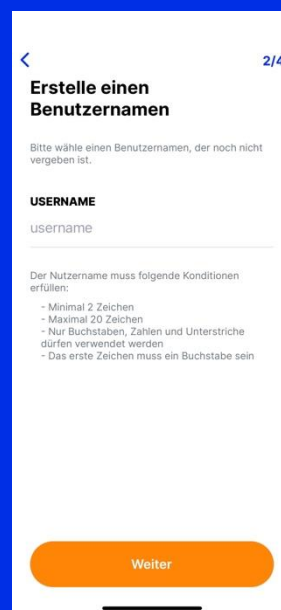 2/4
Erstelle einen
Benutzernamen
Bitte wähle einen Benutzernamen, der noch nicht
vergeben ist.
USERNAME
username
Der Nutzername muss folgende Konditionen
erfüllen:
- Minimal 2 Zeichen
- Maximal 20 Zeichen
- Nur Buchstaben, Zahlen und Unterstriche
dürfen verwendet werden
- Das erste Zeichen muss ein Buchstabe sein
Weiter